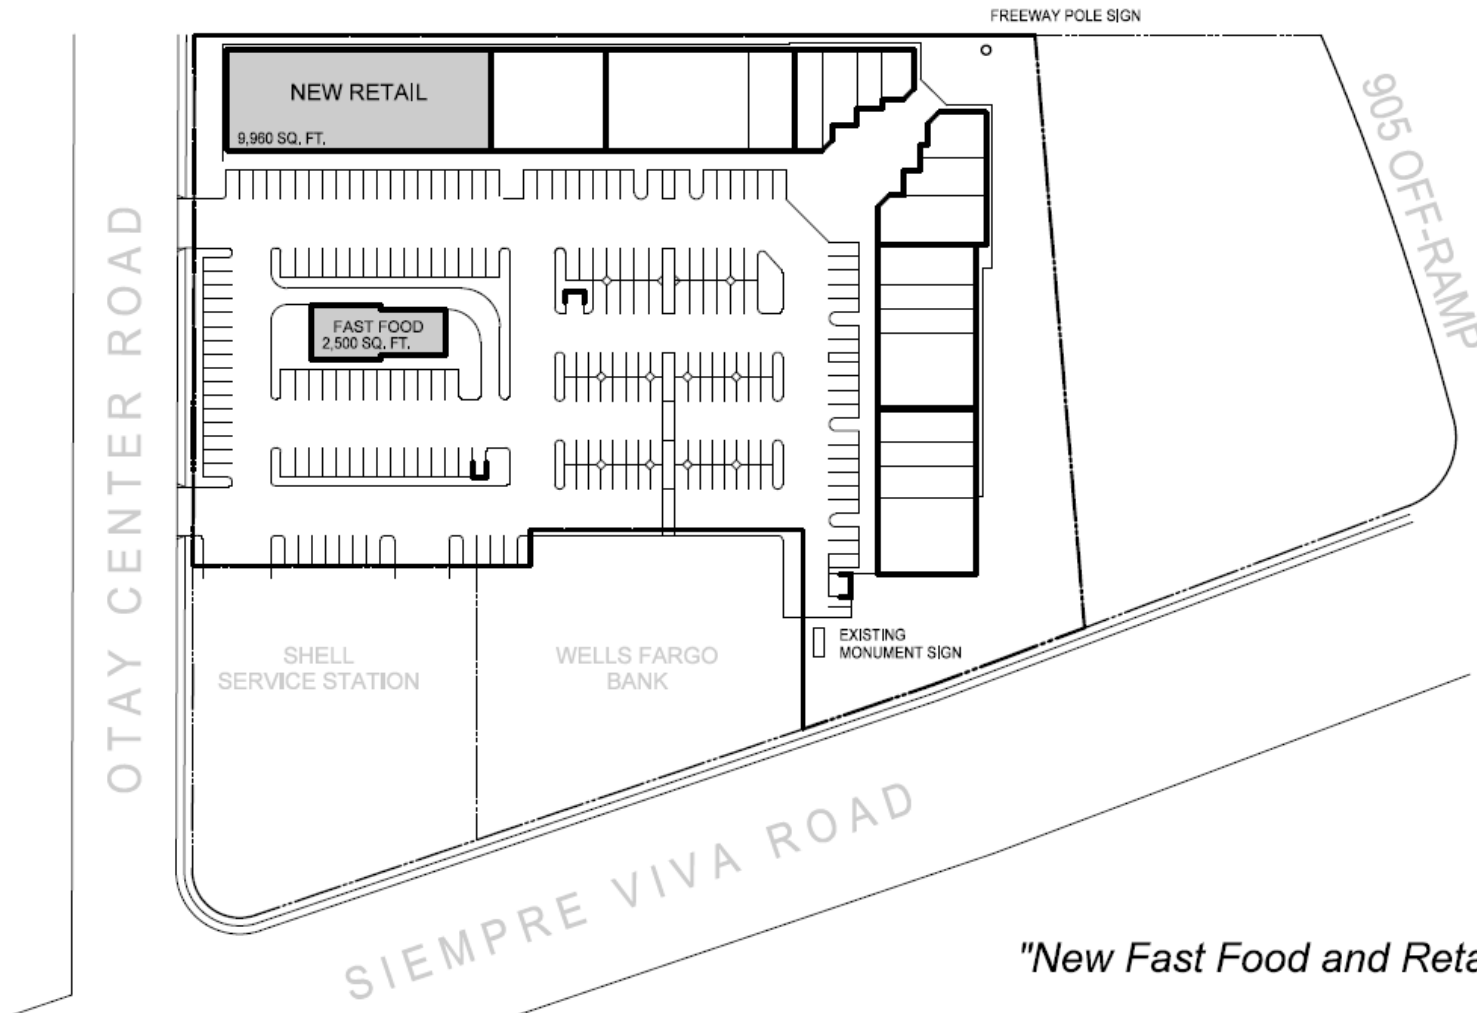 FREEWAY POLE SIGN
NEW RETAIL
9,960 SQ. FT.
905 OFF-RAMP
OTAY CENTER ROAD
FAST FOOD
2,500 SQ. FT.
SHELL
SERVICE STATION
WELLS FARGO
BANK
EXISTING
MONUMENT SIGN
SIEMPRE VIVA ROAD
"New Fast Food and Reta